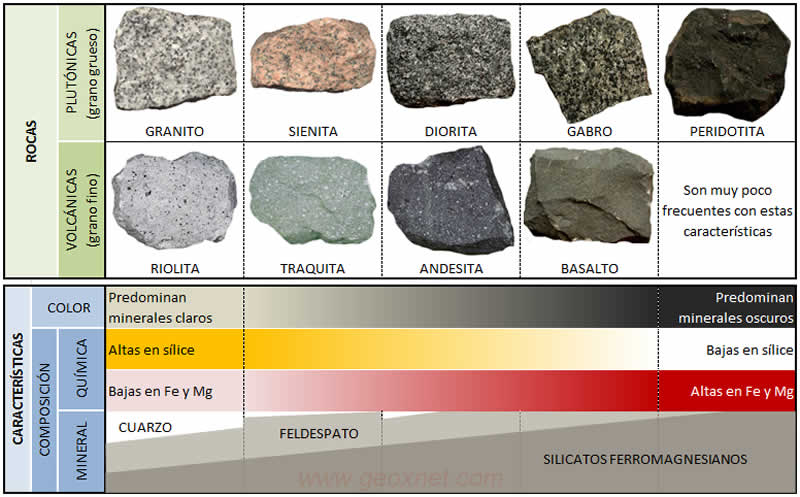 ROCAS
PLUTÓNICAS
(grano grueso)
GRANITO
SIENITA
DIORITA
GABRO
PERIDOTITA
VOLCÁNICAS
(grano fino)
RIOLITA
TRAQUITA
ANDESITA
BASALTO
Son muy poco
frecuentes con estas
características
CARACTERÍSTICAS
COLOR
Predominan
minerales claros
Predominan
minerales oscuros
COMPOSICIÓN
QUÍMICA
Altas en sílice
Bajas en sílice
Bajas en Fe y Mg
Altas en Fe y Mg
MINERAL
CUARZO
FELDESPATO
SILICATOS FERROMAGNESIANOS
www.geoxnet.com